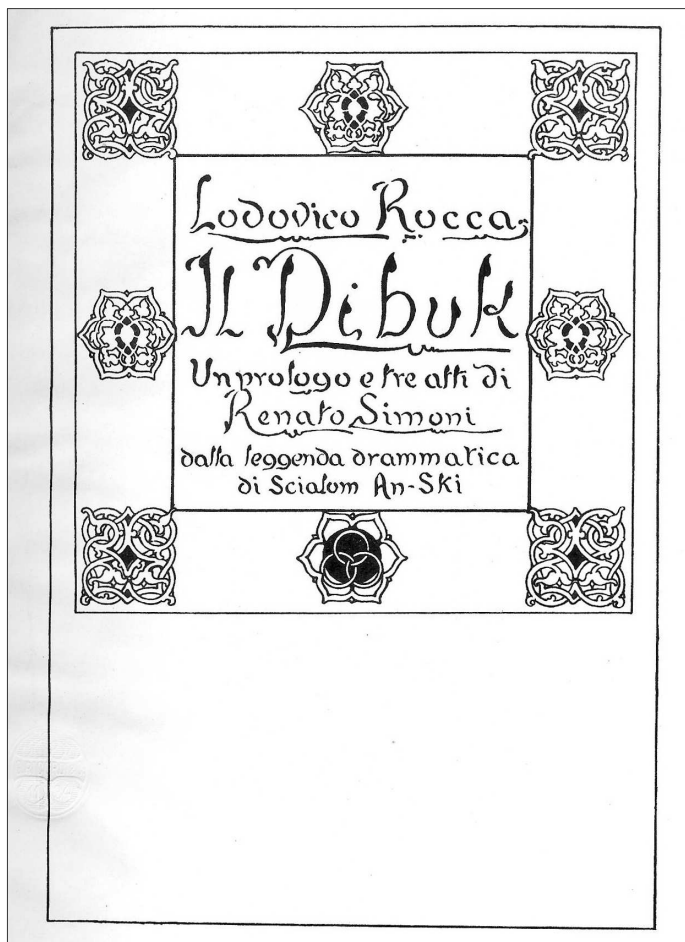 Lodovico Rocca
Il Dibuk
Un prologo e tre atti di
Renato Simoni
dalla leggenda drammatica
di Scialom An-Ski